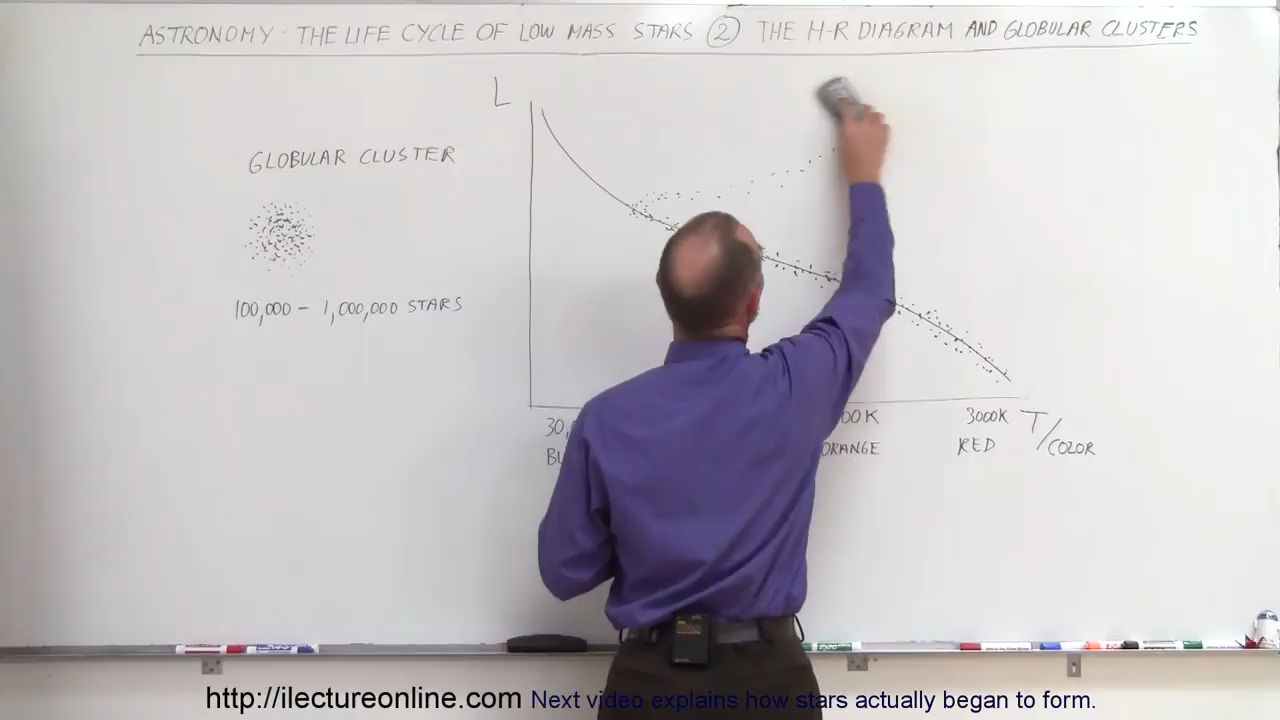 ASTRONOMY · THE LIFE CYCLE OF LOW MASS STARS ② THE H-R DIAGRAM AND GLOBULAR CLUSTERS
L
GLOBULAR CLUSTER
100,000 - 1,000,000 STARS
3000K T/COLOR
ORANGE RED
http://ilectureonline.com Next video explains how stars actually began to form.